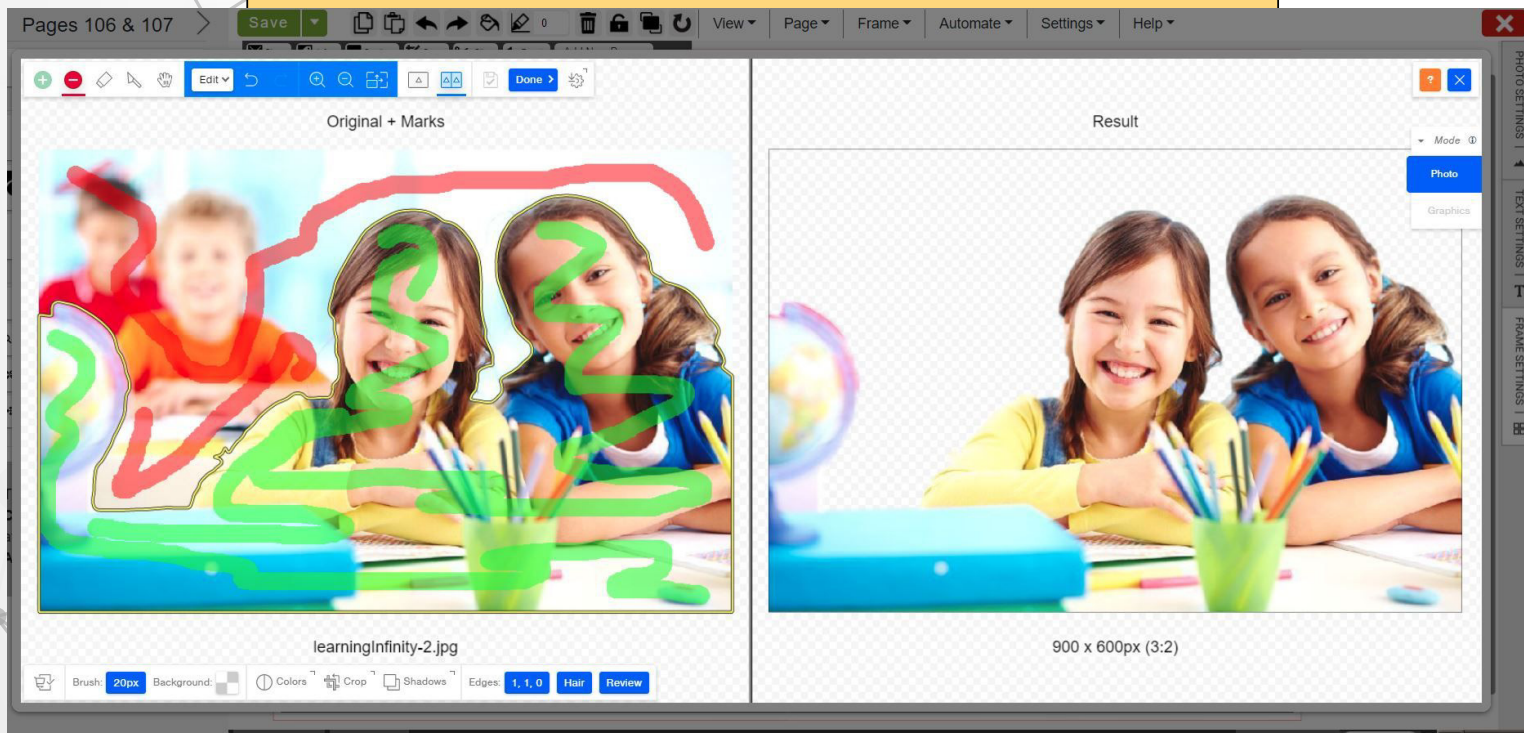 Pages 106 & 107
Save
0
View
Page
Frame
Automate
Settings
Help
Edit
Done
Original + Marks
Result
Mode
Photo
Graphics
PHOTO SETTINGS
TEXT SETTINGS
FRAME SETTINGS
learningInfinity-2.jpg
900 x 600px (3:2)
Brush: 20px Background: Colors Crop Shadows Edges: 1, 1, 0 Hair Review